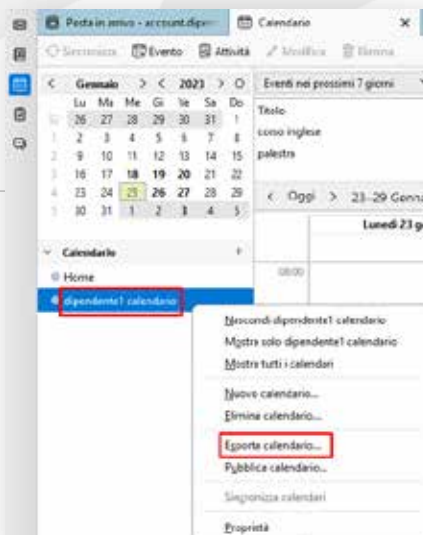 Posta in arrivo - account dipen
Calendario
Sincronizza Evento Attività Modifica Elimina
Gennaio 2023
Eventi nei prossimi 7 giorni
Lu Ma Me Gi Ve Sa Do
26 27 28 29 30 31 1
2 3 4 5 6 7 8
9 10 11 12 13 14 15
16 17 18 19 20 21 22
23 24 25 26 27 28 29
30 31 1 2 3 4 5
Titolo
corso inglese
palestra
Oggi 23-29 Genna
Lunedì 23 ge
Calendario
Home
dipendente1 calendario
08:00
Nascondi dipendente1 calendario
Mostra solo dipendente1 calendario
Mostra tutti i calendari
Nuovo calendario...
Elimina calendario...
Esporta calendario...
Pubblica calendario...
Sincronizza calendari
Proprietà